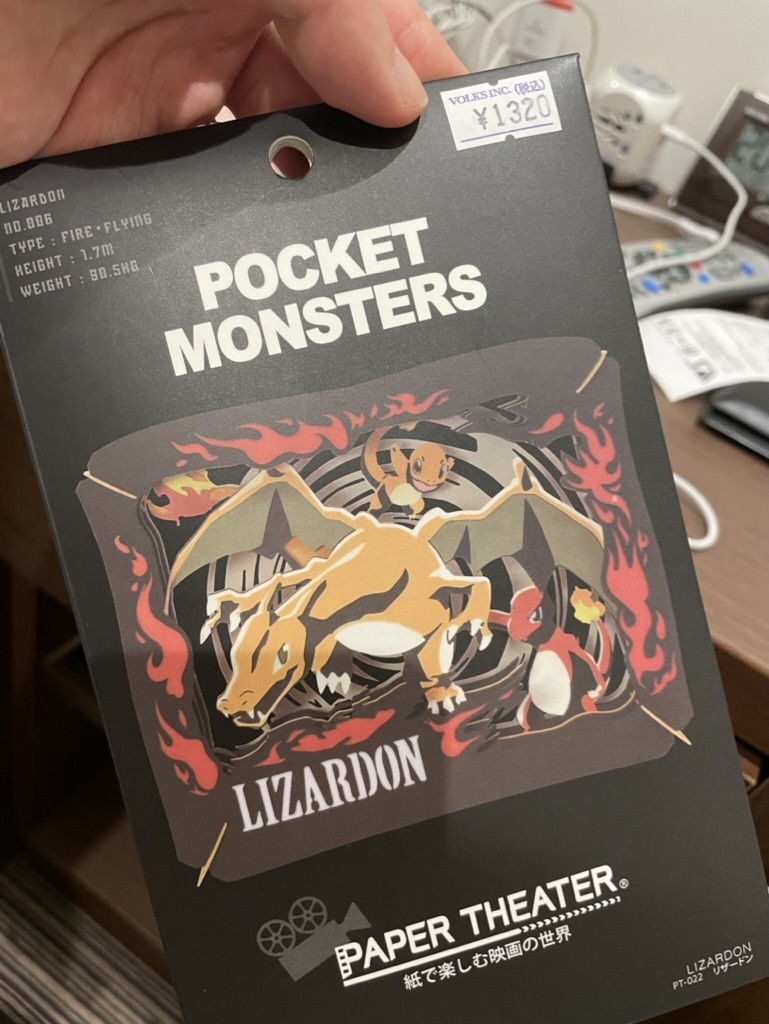 VOLKS INC. (税込)
¥1320
LIZARDON
NO.006
TYPE : FIRE・FLYING
HEIGHT : 1.7M
WEIGHT : 90.5KG
POCKET
MONSTERS
LIZARDON
PAPER THEATER®
紙で楽しむ映画の世界
LIZARDON
PT-022 リザードン